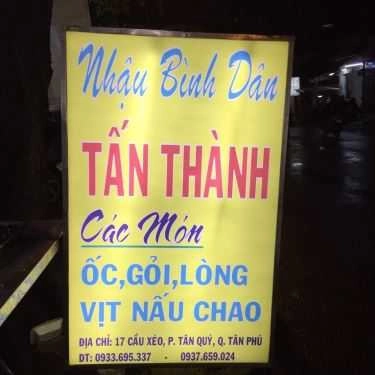 Nhậu Bình Dân
TẤN THÀNH
Các Món
ỐC,GỎI,LÒNG
VỊT NẤU CHAO
ĐỊA CHỈ: 17 CẦU XÉO, P. TÂN QUÝ, Q. TÂN PHÚ
DT: 0933.695.337 - 0937.659.024